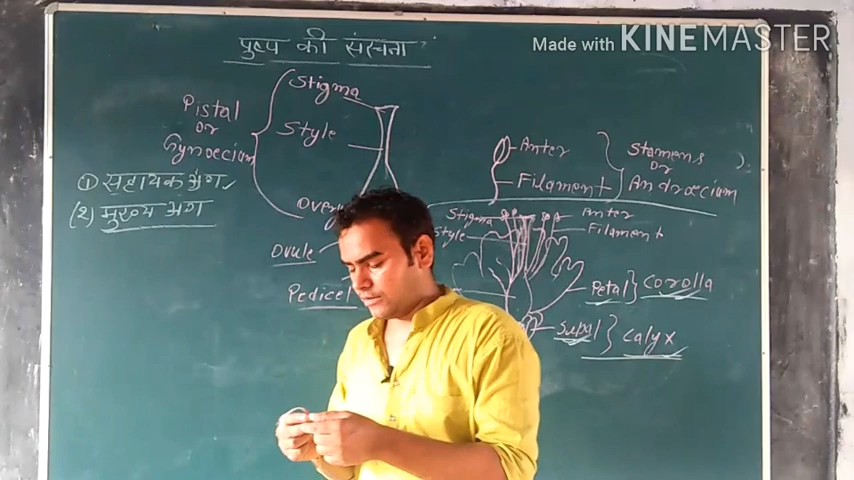 पुष्प की संरचना
Made with KINEMASTER
Stigma
Style
Pistal
or
Gynoecium
① सहायक अंग
(२) मुख्य अंग
Ovule
Pedicel
Anter
Filament
Stamens
or
Androecium
Stigma
Style
Anter
Filament
Petal
Corolla
Sepal
Calyx